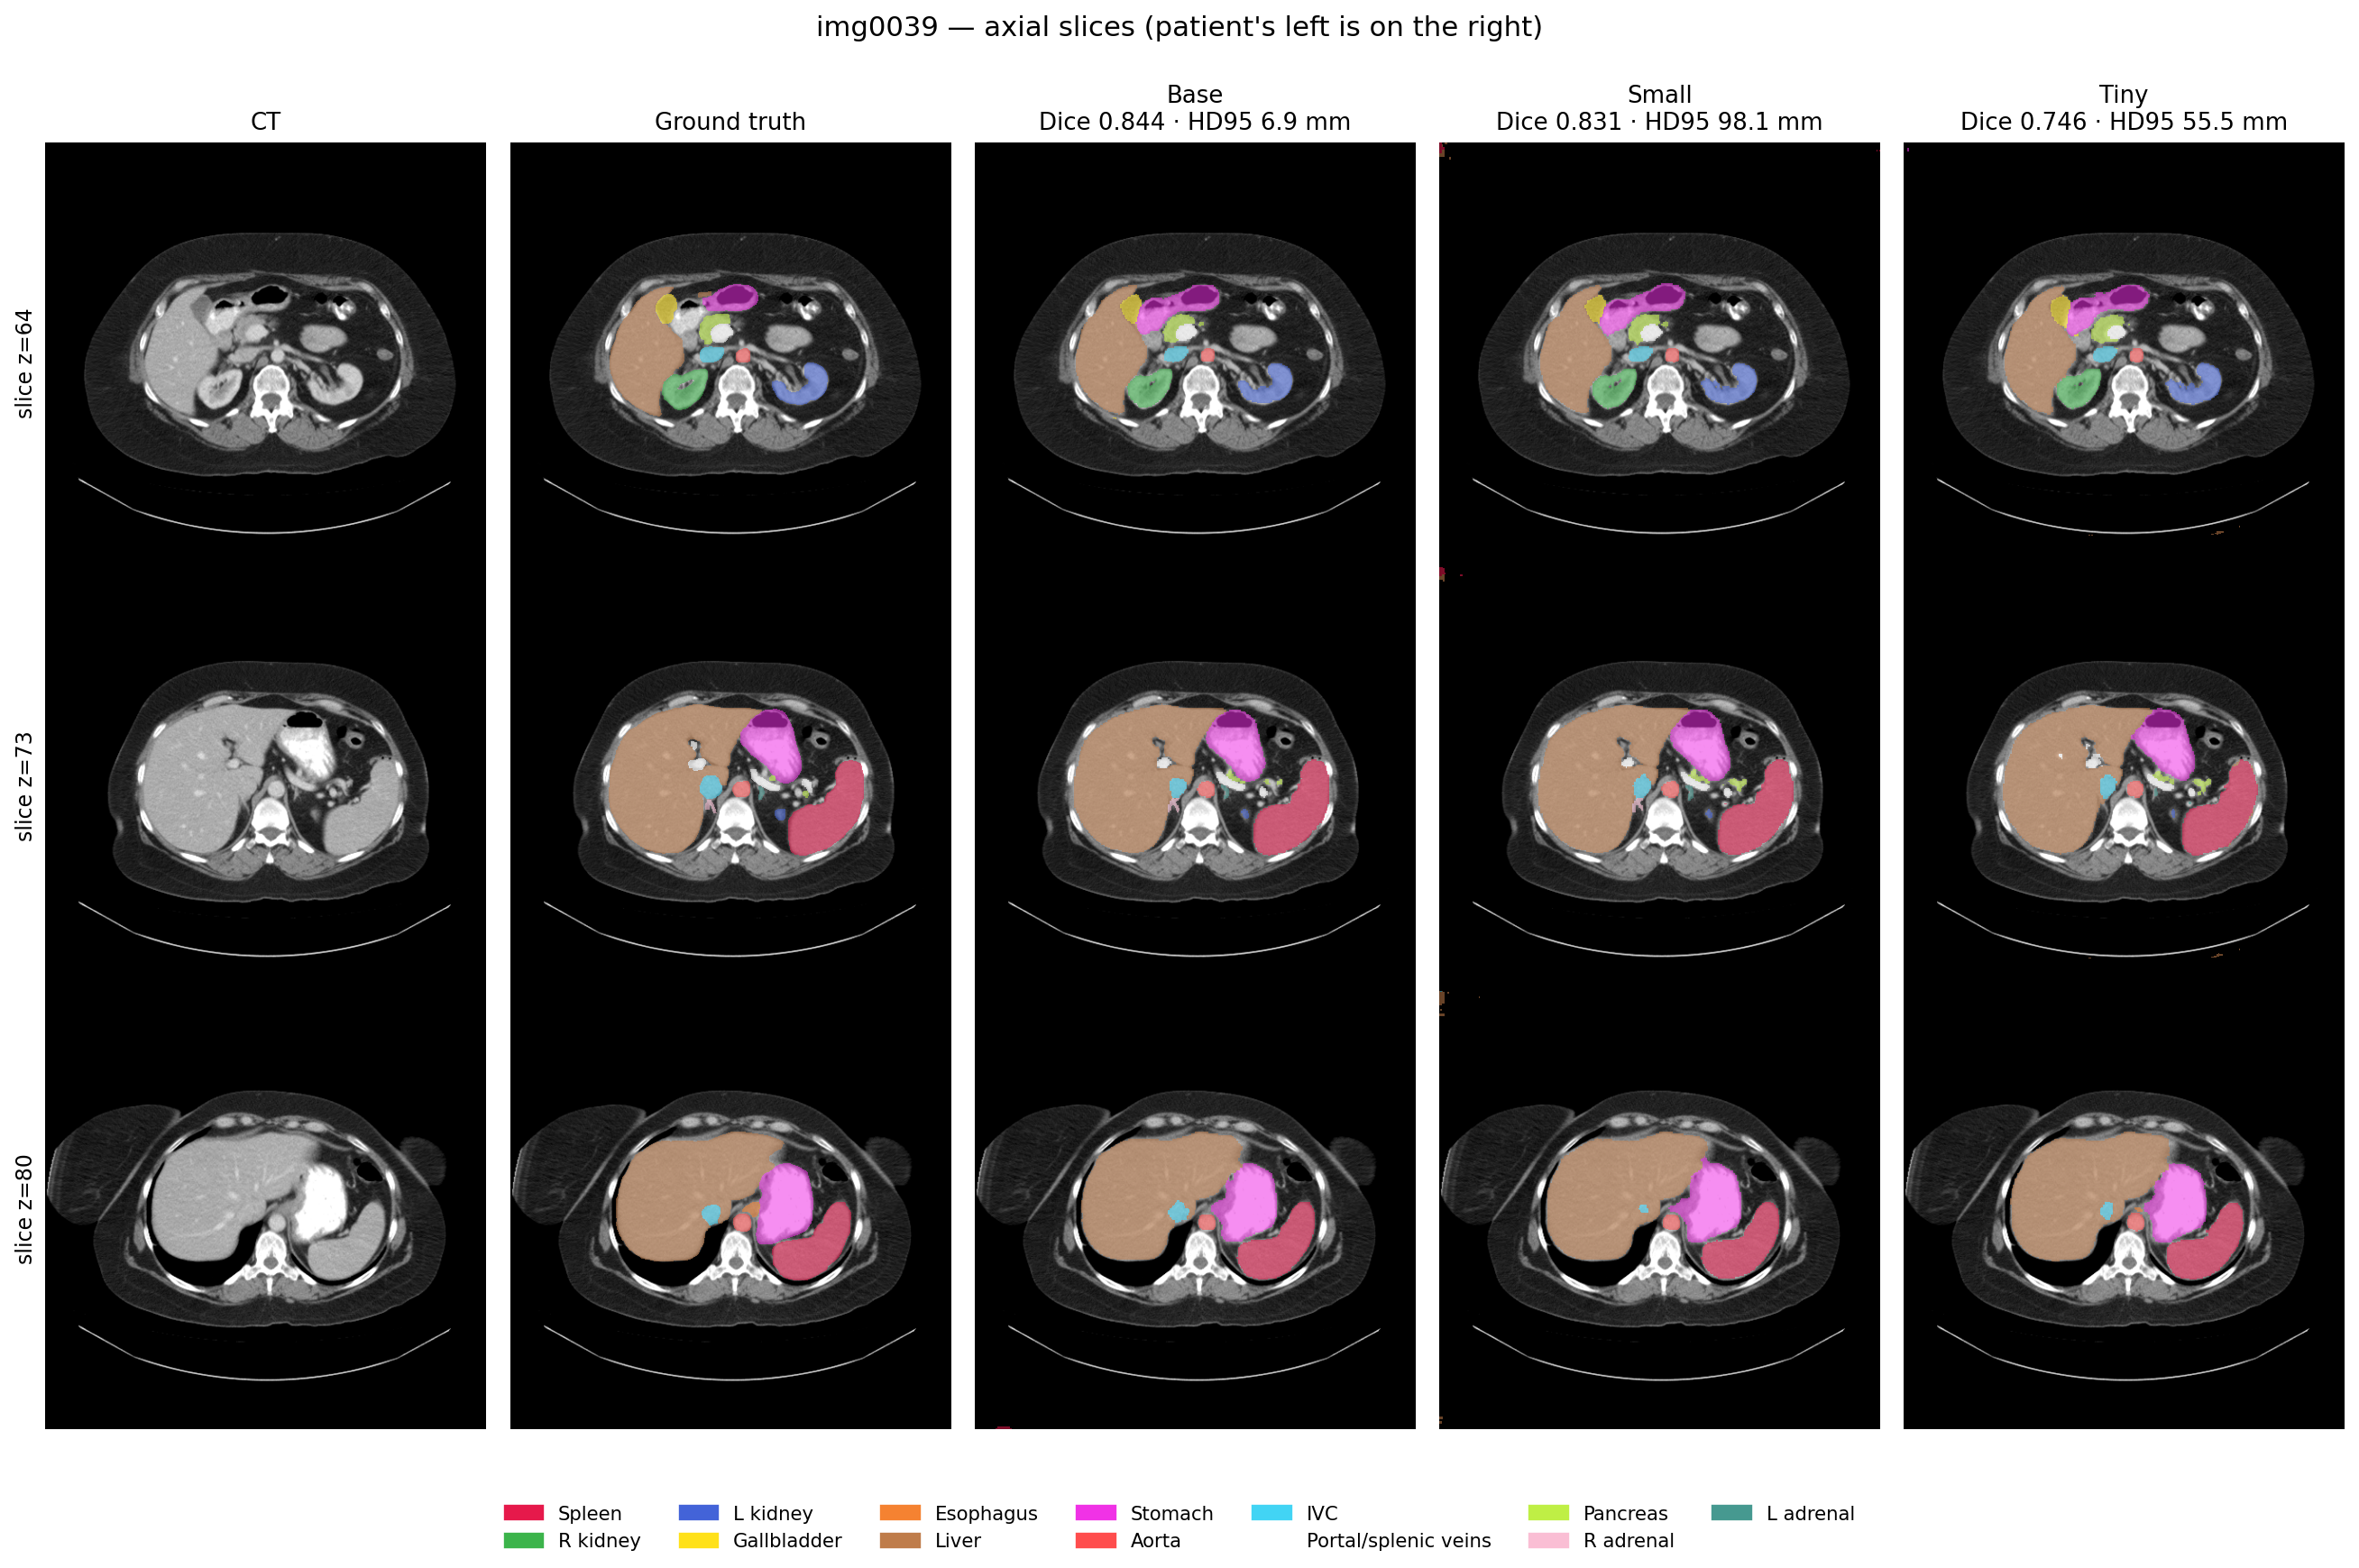 img0039 — axial slices (patient's left is on the right)
CT
Ground truth
Base
Dice 0.844 · HD95 6.9 mm
Small
Dice 0.831 · HD95 98.1 mm
Tiny
Dice 0.746 · HD95 55.5 mm
slice z=64
slice z=73
slice z=80
Spleen
R kidney
L kidney
Gallbladder
Esophagus
Liver
Stomach
Aorta
IVC
Portal/splenic veins
Pancreas
R adrenal
L adrenal